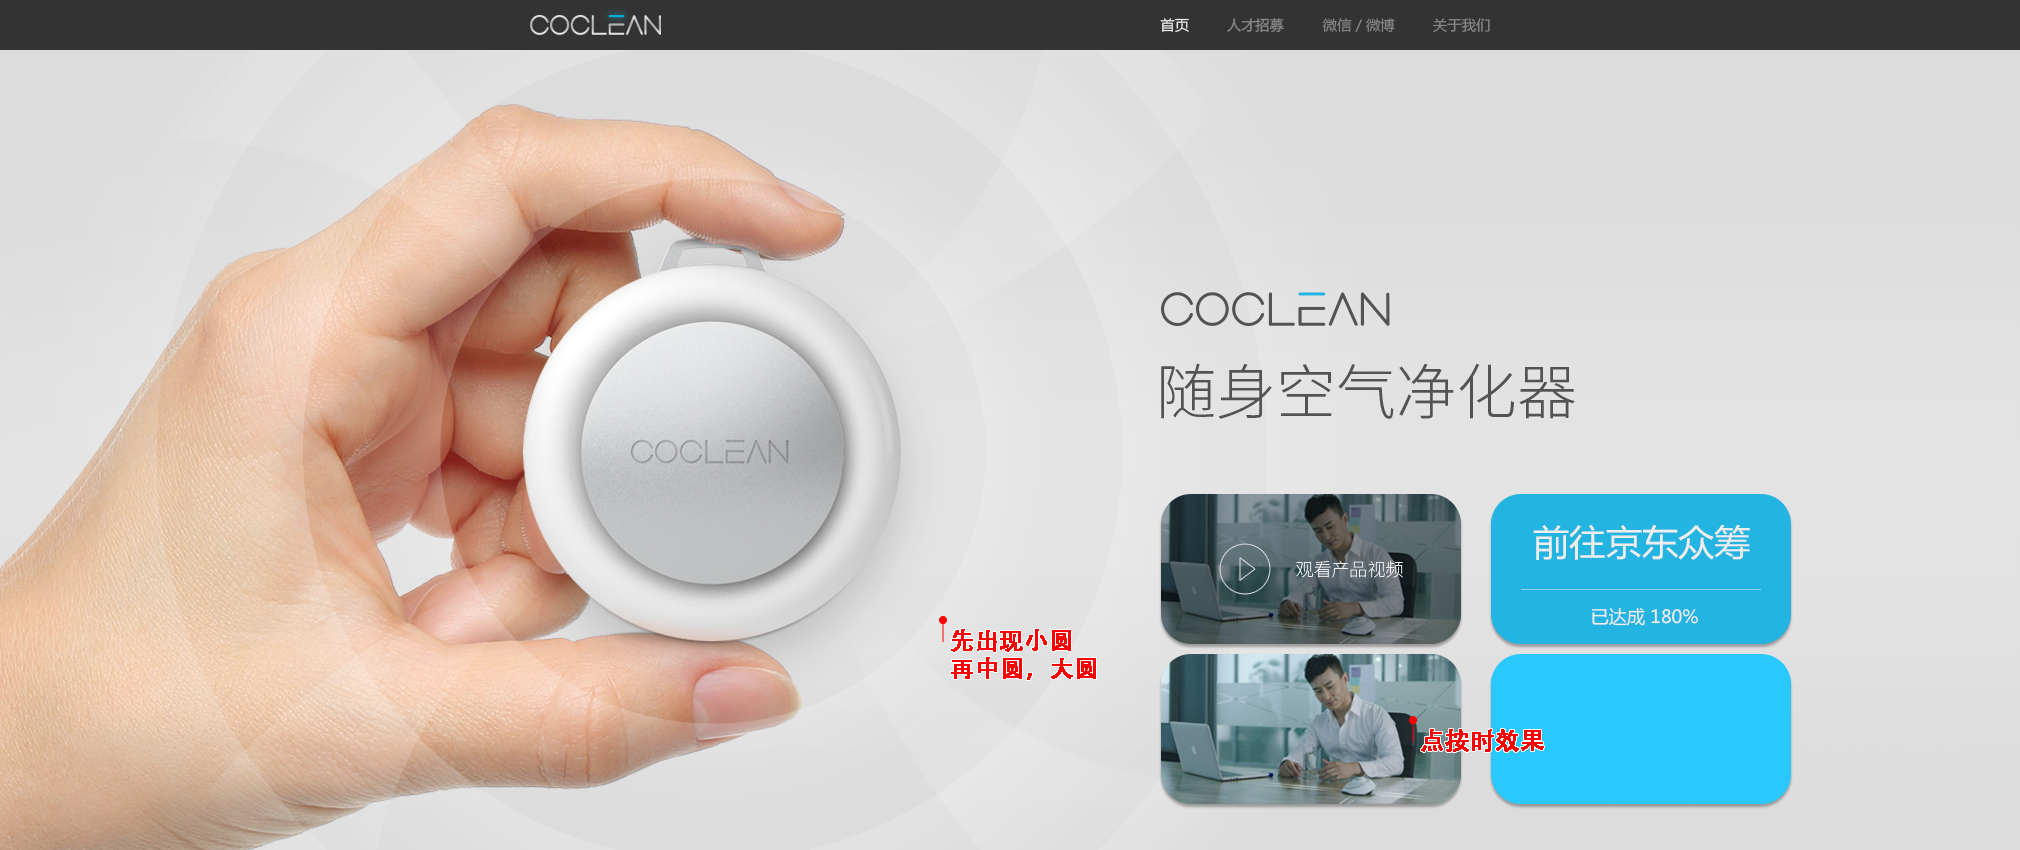 COCLEAN
首页 人才招募 微信 / 微博 关于我们
COCLEAN
随身空气净化器
COCLEAN
观看产品视频
前往京东众筹
已达成 180%
先出现小圆
再中圆，大圆
点按时效果